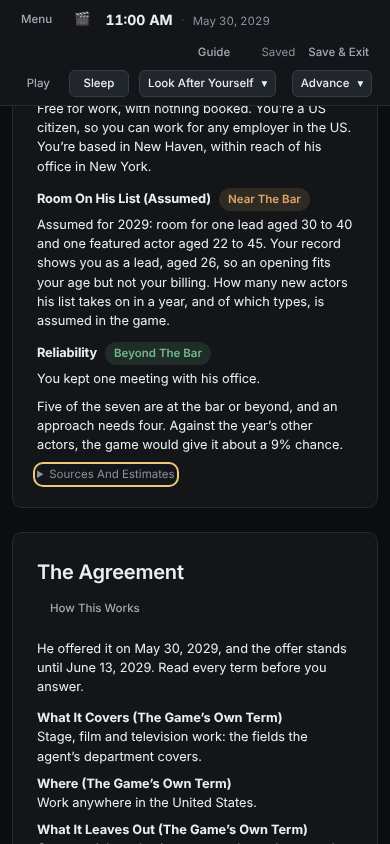 Menu 🎬 11:00 AM · May 30, 2029
Guide Saved Save & Exit
Play Sleep Look After Yourself ▼ Advance ▼
Free for work, with nothing booked. You’re a US
citizen, so you can work for any employer in the US.
You’re based in New Haven, within reach of his
office in New York.
Room On His List (Assumed) Near The Bar
Assumed for 2029: room for one lead aged 30 to 40
and one featured actor aged 22 to 45. Your record
shows you as a lead, aged 26, so an opening fits
your age but not your billing. How many new actors
his list takes on in a year, and of which types, is
assumed in the game.
Reliability Beyond The Bar
You kept one meeting with his office.
Five of the seven are at the bar or beyond, and an
approach needs four. Against the year’s other
actors, the game would give it about a 9% chance.
▶ Sources And Estimates
The Agreement
How This Works
He offered it on May 30, 2029, and the offer stands
until June 13, 2029. Read every term before you
answer.
What It Covers (The Game’s Own Term)
Stage, film and television work: the fields the
agent’s department covers.
Where (The Game’s Own Term)
Work anywhere in the United States.
What It Leaves Out (The Game’s Own Term)